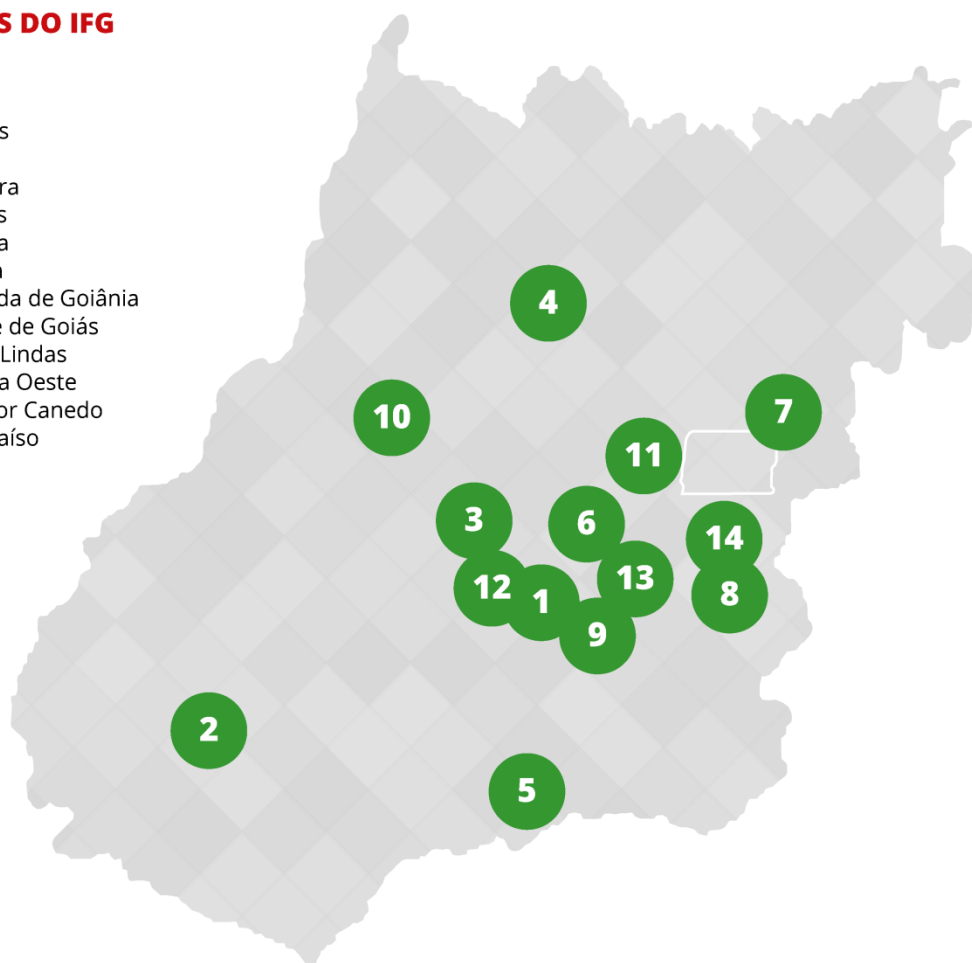 S DO IFG
s
ra
s
a
a
da de Goiânia
e de Goiás
Lindas
a Oeste
or Canedo
aíso
4
7
10
11
3
6
14
12
1
13
8
9
2
5